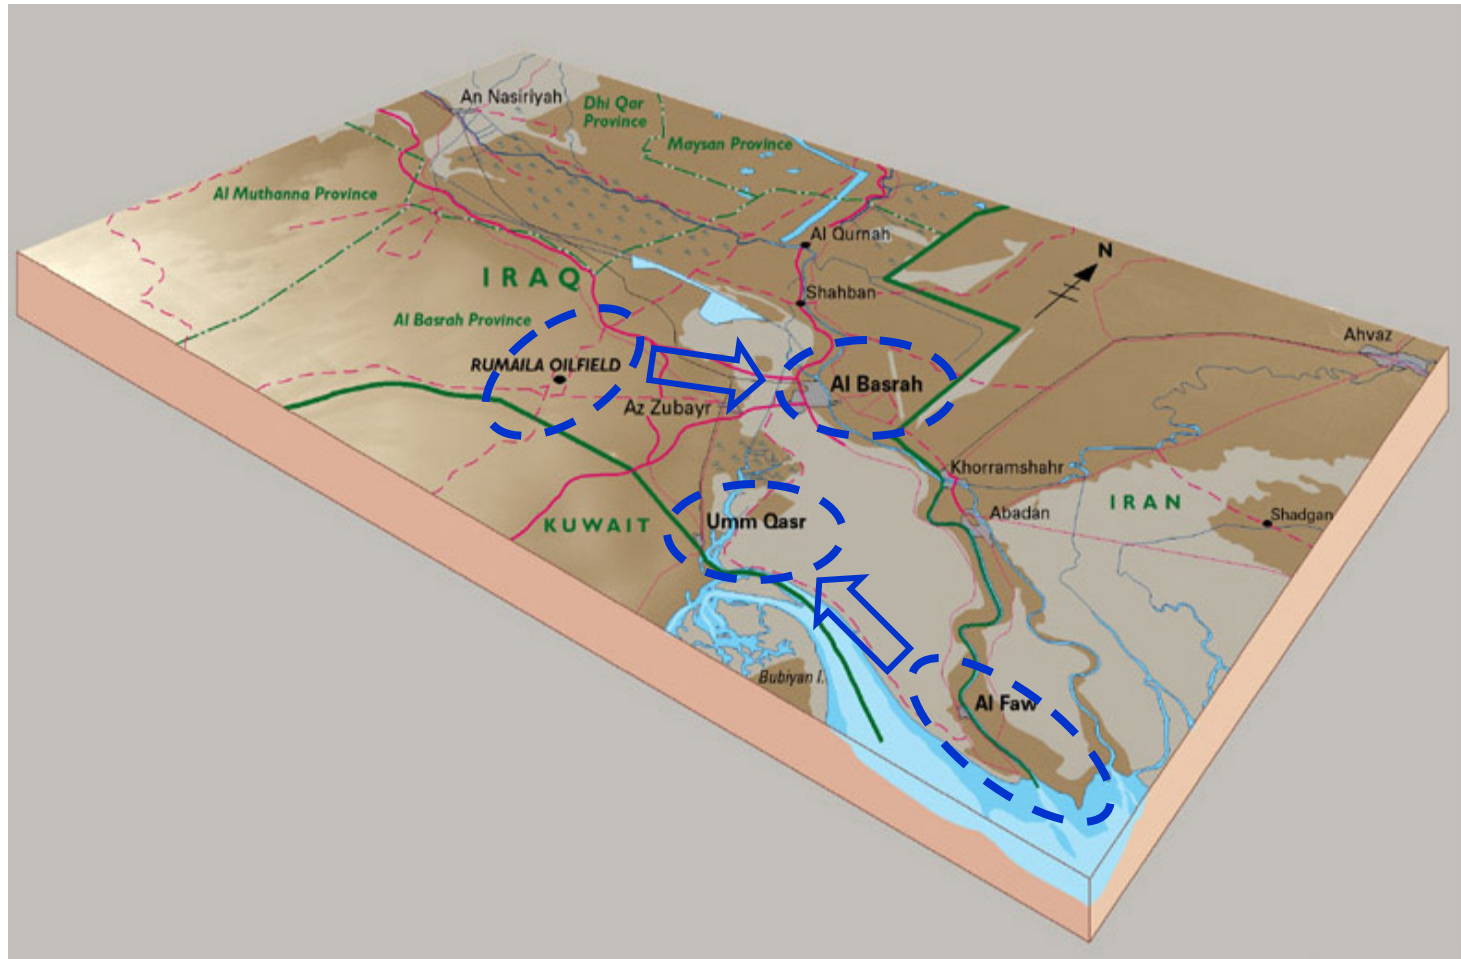 An Nasiriyah
Dhi Qar
Province
Maysan Province
Al Muthanna Province
Al Qurnah
N
IRAQ
Shahban
Al Basrah Province
Ahvaz
RUMAILA OILFIELD
Al Basrah
Az Zubayr
Khorramshahr
IRAN
Abadan
Shadgan
Umm Qasr
KUWAIT
Bubiyan I.
Al Faw